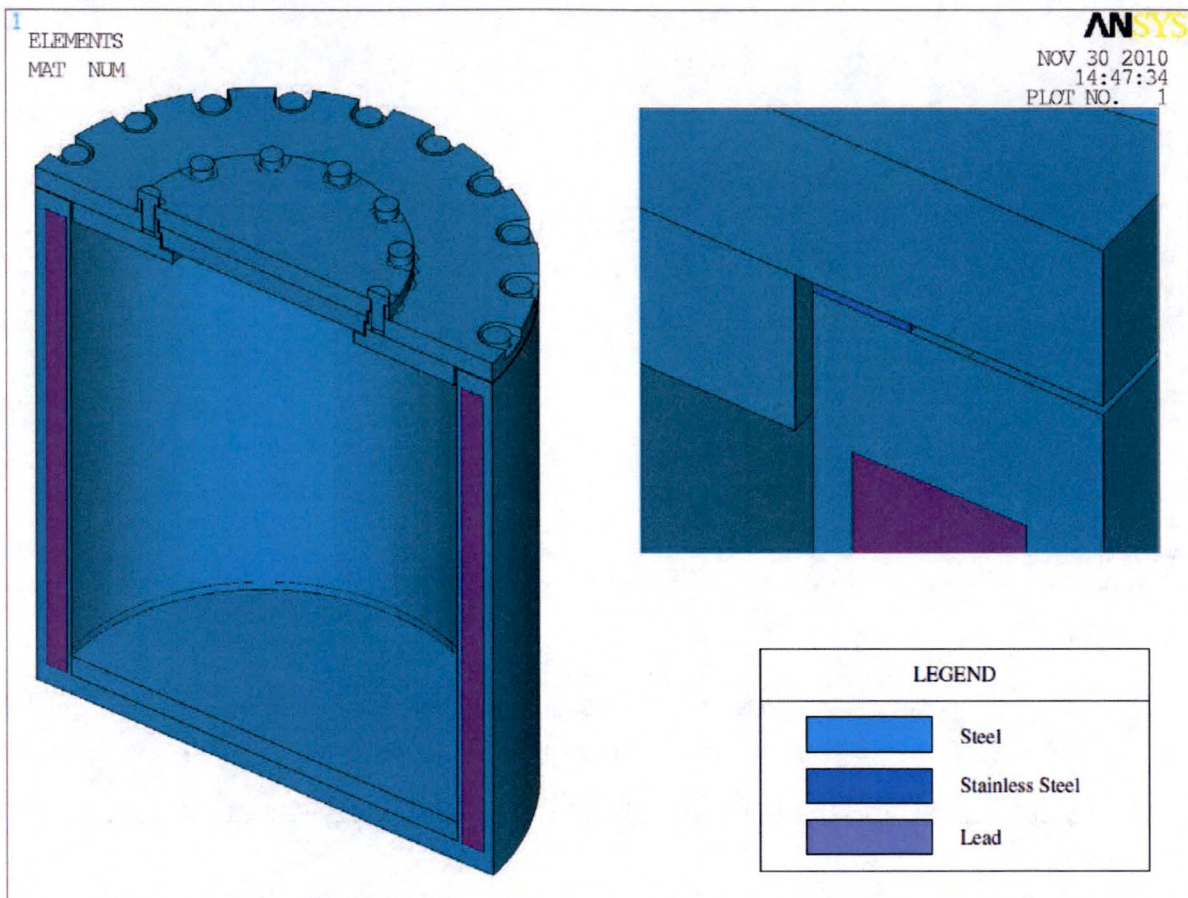 1
ELEMENTS
MAT NUM
ANSYS
NOV 30 2010
14:47:34
PLOT NO. 1
LEGEND
Steel
Stainless Steel
Lead